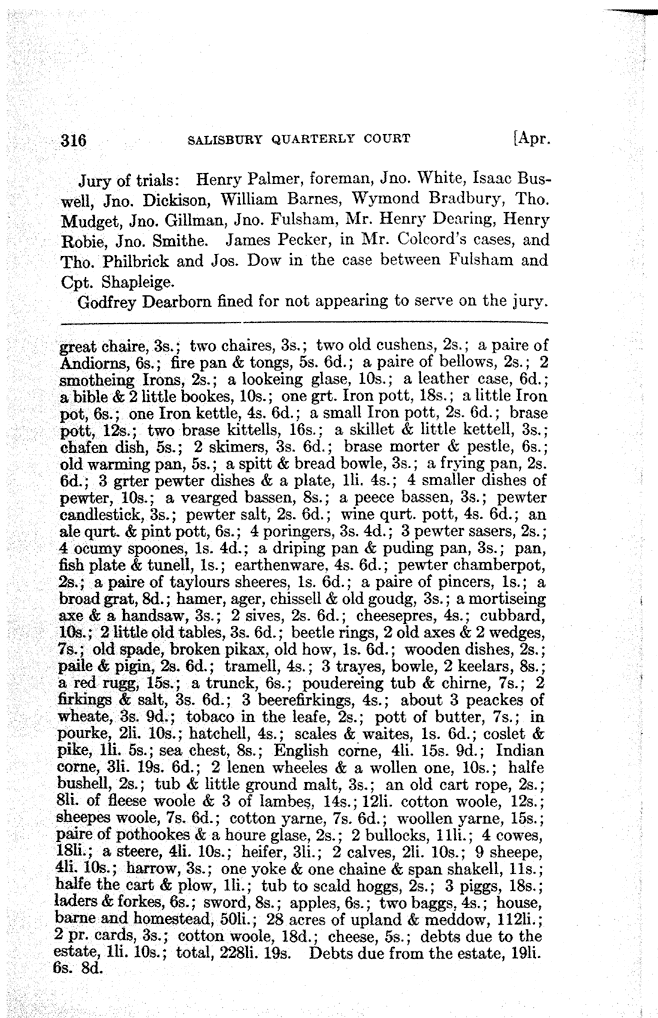 316 SALISBURY QUARTERLY COURT [Apr.
Jury of trials: Henry Palmer, foreman, Jno. White, Isaac Bus-
well, Jno. Dickison, William Barnes, Wymond Bradbury, Tho.
Mudget, Jno. Gillman, Jno. Fulsham, Mr. Henry Dearing, Henry
Robie, Jno. Smithe. James Pecker, in Mr. Colcord's cases, and
Tho. Philbrick and Jos. Dow in the case between Fulsham and
Cpt. Shapleige.
Godfrey Dearborn fined for not appearing to serve on the jury.
great chaire, 3s.; two chaires, 3s.; two old cushens, 2s.; a paire of
Andiorns, 6s.; fire pan & tongs, 5s. 6d.; a paire of bellows, 2s.; 2
smotheing Irons, 2s.; a lookeing glase, 10s.; a leather case, 6d.;
a bible & 2 little bookes, 10s.; one grt. Iron pott, 18s.; a little Iron
pot, 6s.; one Iron kettle, 4s. 6d.; a small Iron pott, 2s. 6d.; brase
pott, 12s.; two brase kittells, 16s.; a skillet & little kettell, 3s.;
chafen dish, 5s.; 2 skimers, 3s. 6d.; brase morter & pestle, 6s.;
old warming pan, 5s.; a spitt & bread bowle, 3s.; a frying pan, 2s.
6d.; 3 grter pewter dishes & a plate, 1li. 4s.; 4 smaller dishes of
pewter, 10s.; a vearged bassen, 8s.; a peece bassen, 3s.; pewter
candlestick, 3s.; pewter salt, 2s. 6d.; wine qurt. pott, 4s. 6d.; an
ale qurt. & pint pott, 6s.; 4 poringers, 3s. 4d.; 3 pewter sasers, 2s.;
4 ocumy spoones, 1s. 4d.; a driping pan & puding pan, 3s.; pan,
fish plate & tunell, 1s.; earthenware, 4s. 6d.; pewter chamberpot,
2s.; a paire of taylours sheeres, 1s. 6d.; a paire of pincers, 1s.; a
broad grat, 8d.; hamer, ager, chissell & old goudg, 3s.; a mortiseing
axe & a handsaw, 3s.; 2 sives, 2s. 6d.; cheesepres, 4s.; cubbard,
10s.; 2 little old tables, 3s. 6d.; beetle rings, 2 old axes & 2 wedges,
7s.; old spade, broken pikax, old how, 1s. 6d.; wooden dishes, 2s.;
paile & pigin, 2s. 6d.; tramell, 4s.; 3 trayes, bowle, 2 keelars, 8s.;
a red rugg, 15s.; a trunck, 6s.; poudereing tub & chirne, 7s.; 2
firkings & salt, 3s. 6d.; 3 beerefirkings, 4s.; about 3 peackes of
wheate, 3s. 9d.; tobaco in the leafe, 2s.; pott of butter, 7s.; in
pourke, 2li. 10s.; hatchell, 4s.; scales & waites, 1s. 6d.; coslet &
pike, 1li. 5s.; sea chest, 8s.; English corne, 4li. 15s. 9d.; Indian
corne, 3li. 19s. 6d.; 2 lenen wheeles & a wollen one, 10s.; halfe
bushell, 2s.; tub & little ground malt, 3s.; an old cart rope, 2s.;
8li. of fleese woole & 3 of lambes, 14s.; 12li. cotton woole, 12s.;
sheepes woole, 7s. 6d.; cotton yarne, 7s. 6d.; woollen yarne, 15s.;
paire of pothookes & a houre glase, 2s.; 2 bullocks, 11li.; 4 cowes,
18li.; a steere, 4li. 10s.; heifer, 3li.; 2 calves, 2li. 10s.; 9 sheepe,
4li. 10s.; harrow, 3s.; one yoke & one chaine & span shakell, 11s.;
halfe the cart & plow, 1li.; tub to scald hoggs, 2s.; 3 piggs, 18s.;
laders & forkes, 6s.; sword, 8s.; apples, 6s.; two baggs, 4s.; house,
barne and homestead, 50li.; 28 acres of upland & meddow, 112li.;
2 pr. cards, 3s.; cotton woole, 18d.; cheese, 5s.; debts due to the
estate, 1li. 10s.; total, 228li. 19s. Debts due from the estate, 19li.
6s. 8d.